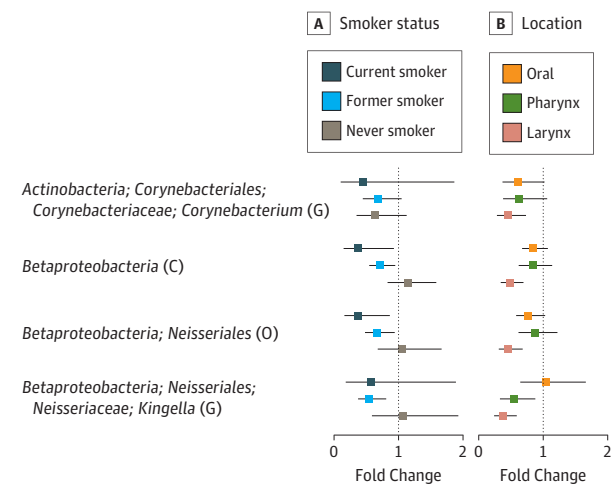 A Smoker status
B Location
Current smoker
Former smoker
Never smoker
Oral
Pharynx
Larynx
Actinobacteria; Corynebacteriales;
Corynebacteriaceae; Corynebacterium (G)
Betaproteobacteria (C)
Betaproteobacteria; Neisseriales (O)
Betaproteobacteria; Neisseriales;
Neisseriaceae; Kingella (G)
0 1 2
Fold Change
0 1 2
Fold Change